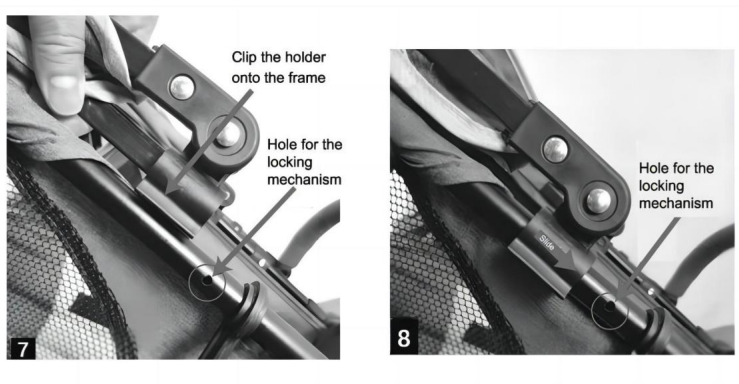 Clip the holder
onto the frame
Hole for the
locking
mechanism
7
Hole for the
locking
mechanism
Slide
8